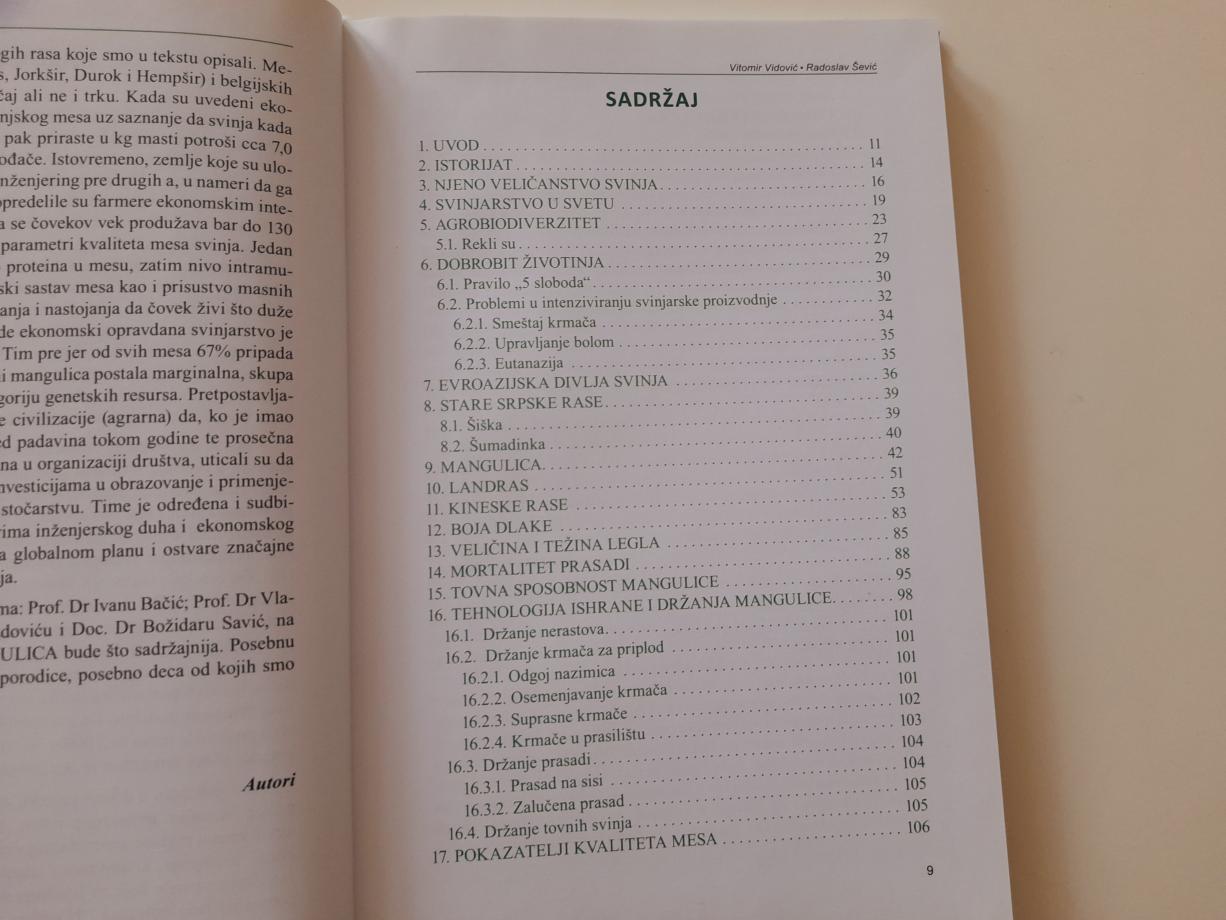 gih rasa koje smo u tekstu opisali. Me-
s, Jorkšir, Durok i Hempšir) i belgijskih
čaj ali ne i trku. Kada su uvedeni eko-
njskog mesa uz saznanje da svinja kada
pak priraste u kg masti potroši cca 7,0
ođače. Istovremeno, zemlje koje su ulo-
nženjering pre drugih a, u nameri da ga
opredelile su farmere ekonomskim inte-
a se čovekov vek produžava bar do 130
parametri kvaliteta mesa svinja. Jedan
proteina u mesu, zatim nivo intramu-
ski sastav mesa kao i prisustvo masnih
anja i nastojanja da čovek živi što duže
de ekonomski opravdana svinjarstvo je
Tim pre jer od svih mesa 67% pripada
i mangulica postala marginalna, skupa
goriju genetskih resursa. Pretpostavlja-
e civilizacije (agrarna) da, ko je imao
ed padavina tokom godine te prosečna
na u organizaciji društva, uticali su da
nvesticijama u obrazovanje i primenje-
stočarstvu. Time je određena i sudbi-
rima inženjerskog duha i ekonomskog
a globalnom planu i ostvare značajne
ja.
ma: Prof. Dr Ivanu Bačić; Prof. Dr Vla-
doviću i Doc. Dr Božidaru Savić, na
ULICA bude što sadržajnija. Posebnu
porodice, posebno deca od kojih smo
Autori
Vitomir Vidović • Radoslav Šević
SADRŽAJ
1. UVOD . . . . . . . . . . 11
2. ISTORIJAT . . . . . . . . . . 14
3. NJENO VELIČANSTVO SVINJA . . . . . . . . . . 16
4. SVINJARSTVO U SVETU . . . . . . . . . . 19
5. AGROBIODIVERZITET . . . . . . . . . . 23
5.1. Rekli su . . . . . . . . . . 27
6. DOBROBIT ŽIVOTINJA . . . . . . . . . . 29
6.1. Pravilo „5 sloboda“ . . . . . . . . . . 30
6.2. Problemi u intenziviranju svinjarske proizvodnje . . . . . . . . . . 32
6.2.1. Smeštaj krmača . . . . . . . . . . 34
6.2.2. Upravljanje bolom . . . . . . . . . . 35
6.2.3. Eutanazija . . . . . . . . . . 35
7. EVROAZIJSKA DIVLJA SVINJA . . . . . . . . . . 36
8. STARE SRPSKE RASE . . . . . . . . . . 39
8.1. Šiška . . . . . . . . . . 39
8.2. Šumadinka . . . . . . . . . . 40
9. MANGULICA . . . . . . . . . . 42
10. LANDRAS . . . . . . . . . . 51
11. KINESKE RASE . . . . . . . . . . 53
12. BOJA DLAKE . . . . . . . . . . 83
13. VELIČINA I TEŽINA LEGLA . . . . . . . . . . 85
14. MORTALITET PRASADI . . . . . . . . . . 88
15. TOVNA SPOSOBNOST MANGULICE . . . . . . . . . . 95
16. TEHNOLOGIJA ISHRANE I DRŽANJA MANGULICE . . . . . . . . . . 98
16.1. Držanje nerastova . . . . . . . . . . 101
16.2. Držanje krmača za priplod . . . . . . . . . . 101
16.2.1. Odgoj nazimica . . . . . . . . . . 101
16.2.2. Osemenjavanje krmača . . . . . . . . . . 101
16.2.3. Suprasne krmače . . . . . . . . . . 102
16.2.4. Krmače u prasilištu . . . . . . . . . . 103
16.3. Držanje prasadi . . . . . . . . . . 104
16.3.1. Prasad na sisi . . . . . . . . . . 104
16.3.2. Zalučena prasad . . . . . . . . . . 105
16.4. Držanje tovnih svinja . . . . . . . . . . 105
17. POKAZATELJI KVALITETA MESA . . . . . . . . . . 106
9